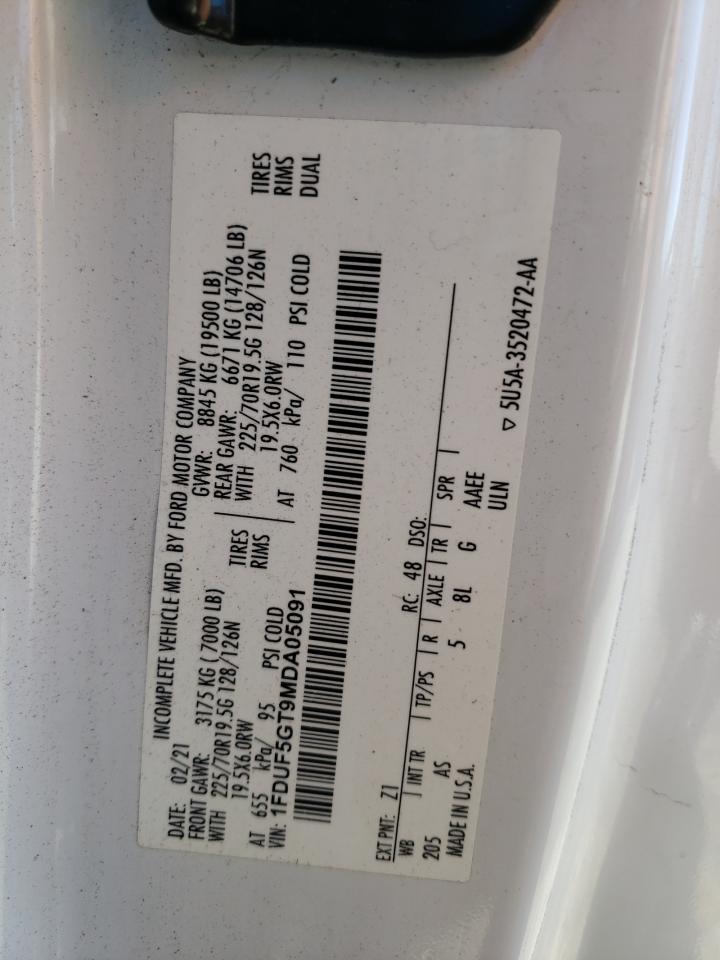 INCOMPLETE VEHICLE MFD. BY FORD MOTOR COMPANY
DATE: 02/21 GVWR: 8845 KG (19500 LB)
FRONT GAWR: 3175 KG (7000 LB) REAR GAWR: 6671 KG (14706 LB)
WITH 225/70R19.5G 128/126N TIRES WITH 225/70R19.5G 128/126N TIRES
19.5X6.0RW RIMS 19.5X6.0RW RIMS
AT 655 kPa/ 95 PSI COLD AT 760 kPa/ 110 PSI COLD DUAL
VIN: 1FDUF5GT9MDA05091
EXT PNT: Z1 RC: 48 DSO:
WB INT TR TP/PS R AXLE TR SPR
205 AS 5 8L G AAEE
MADE IN U.S.A. ULN
▽ 5U5A-3520472-AA